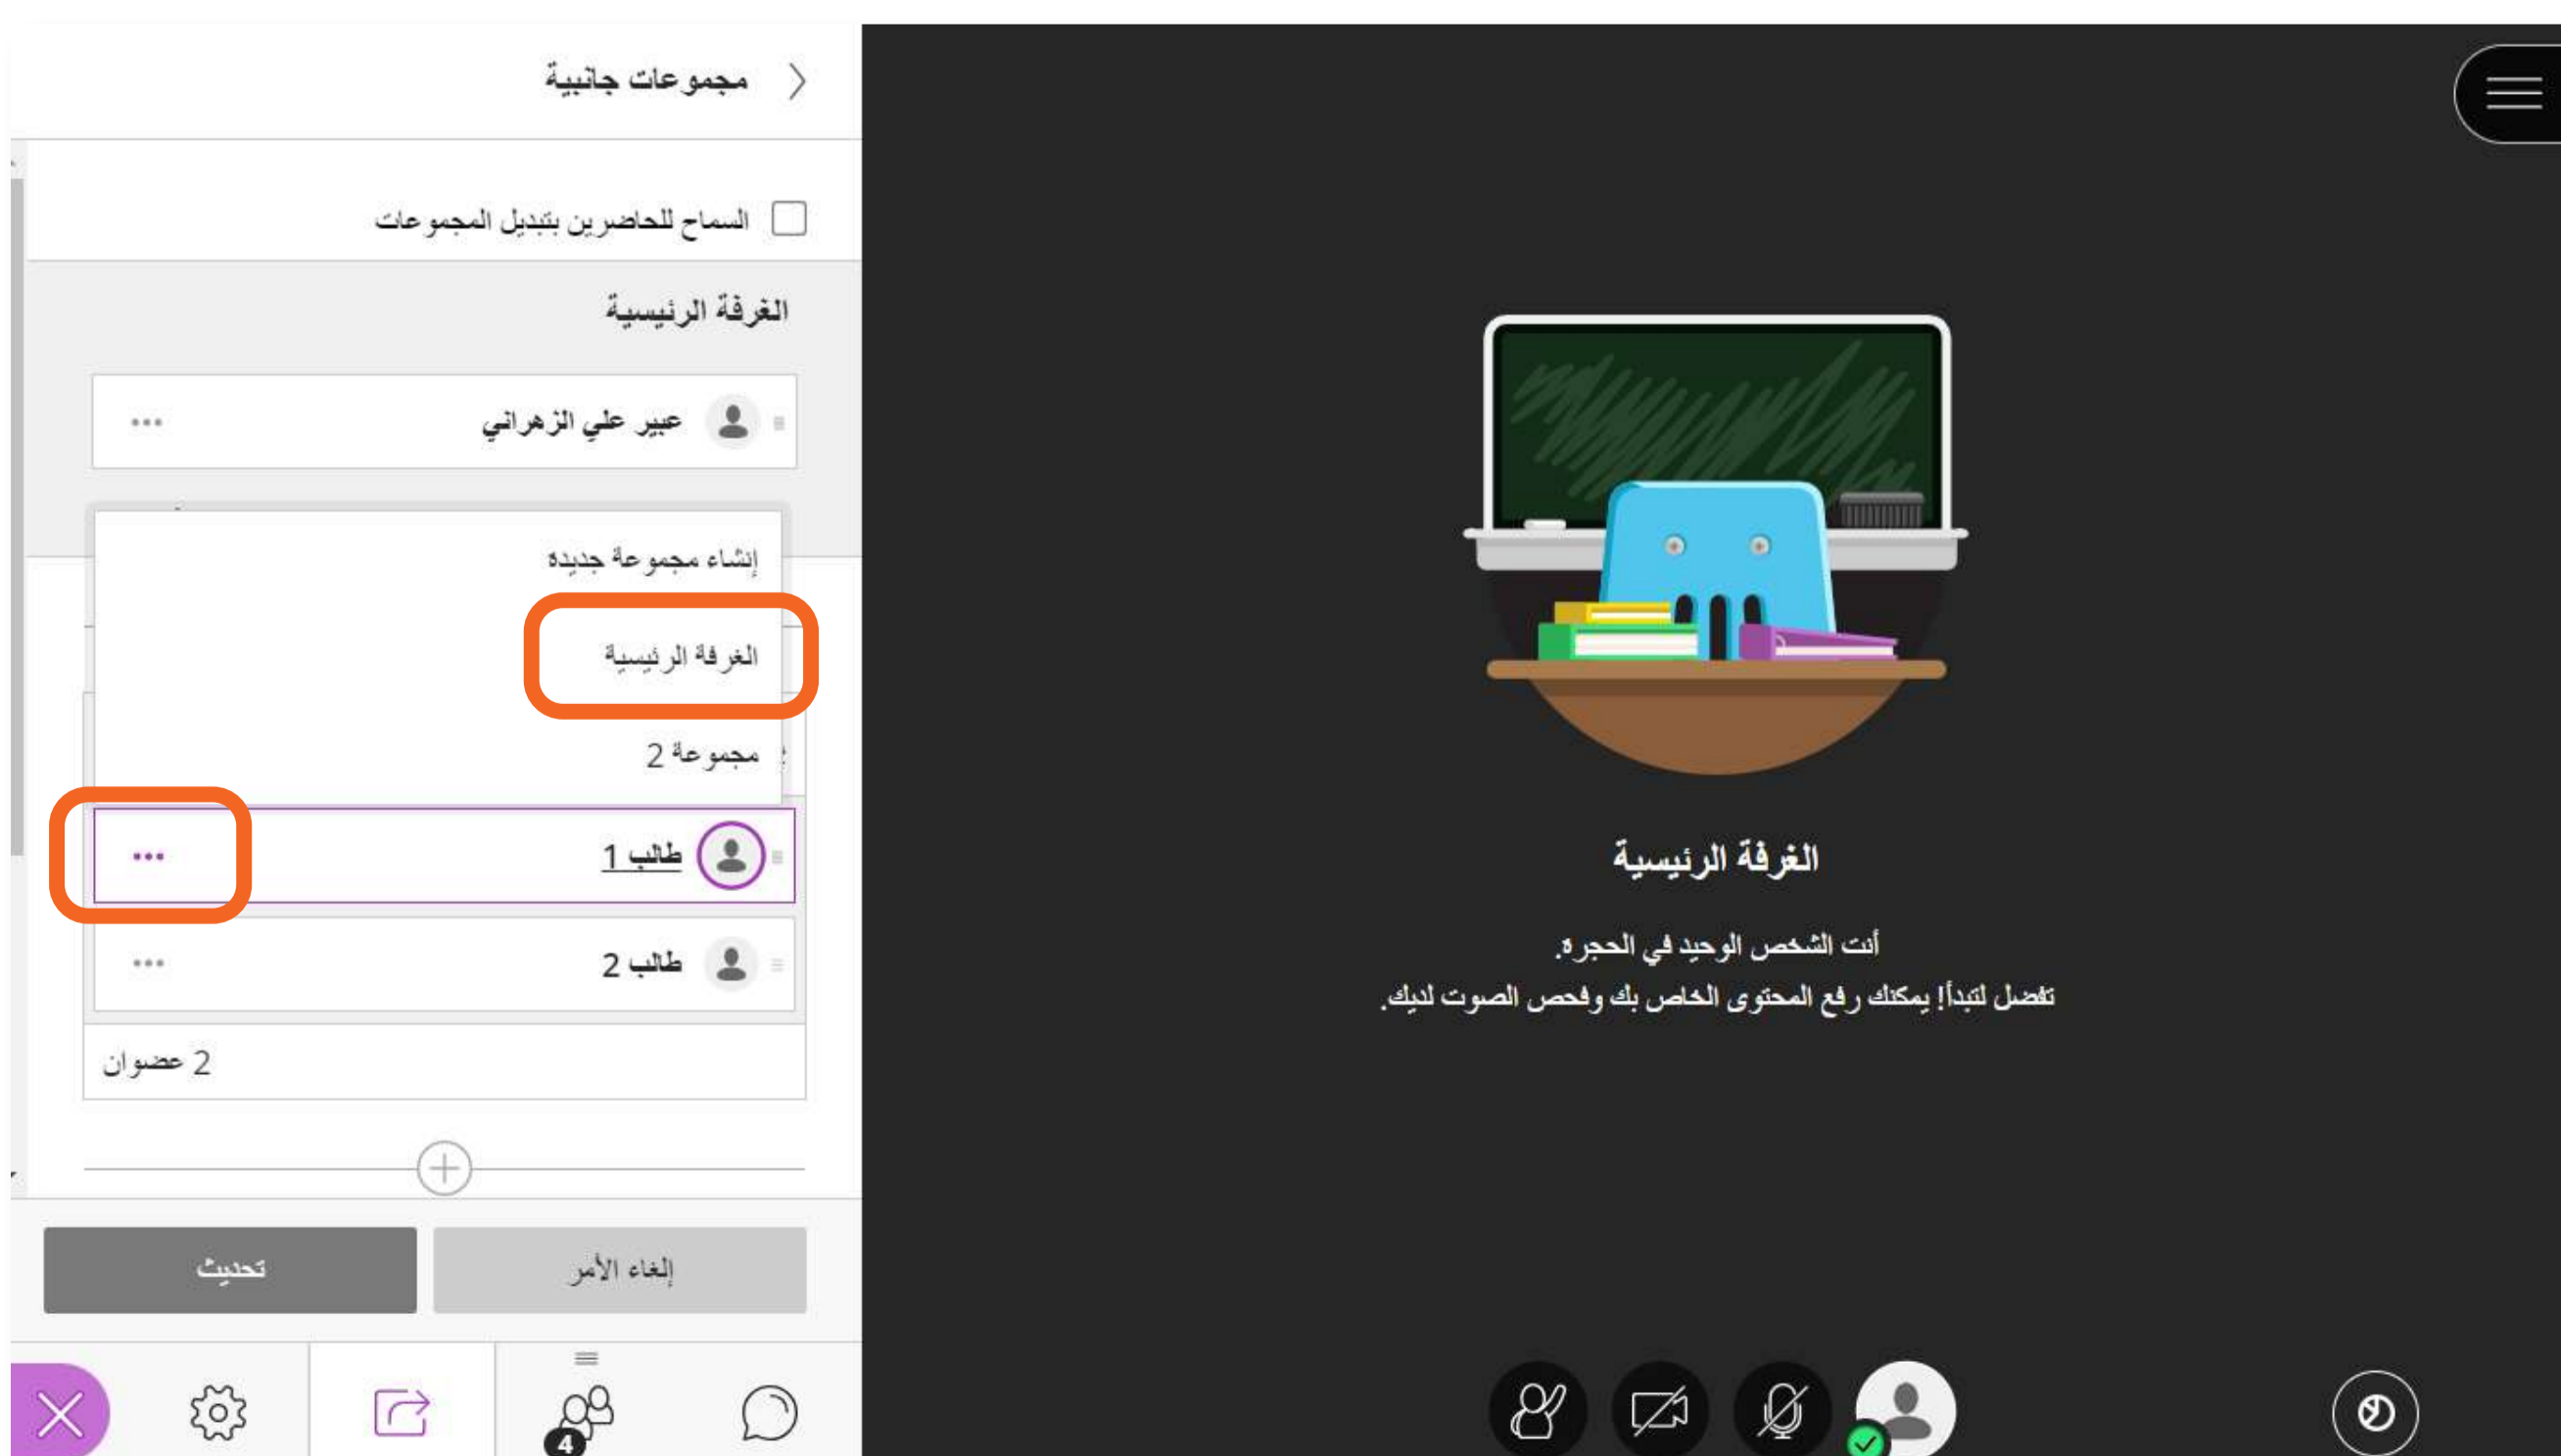 مجموعات جانبية
السماح للحاضرين بتبديل المجموعات
الغرفة الرئيسية
عبير علي الزهراني
إنشاء مجموعة جديدة
الغرفة الرئيسية
مجموعة 2
طالب 1
طالب 2
2 عضوان
إلغاء الأمر
تحديث
4
الغرفة الرئيسية
أنت الشخص الوحيد في الحجرة.
تفضل لتبدأ! يمكنك رفع المحتوى الخاص بك وفحص الصوت لديك.